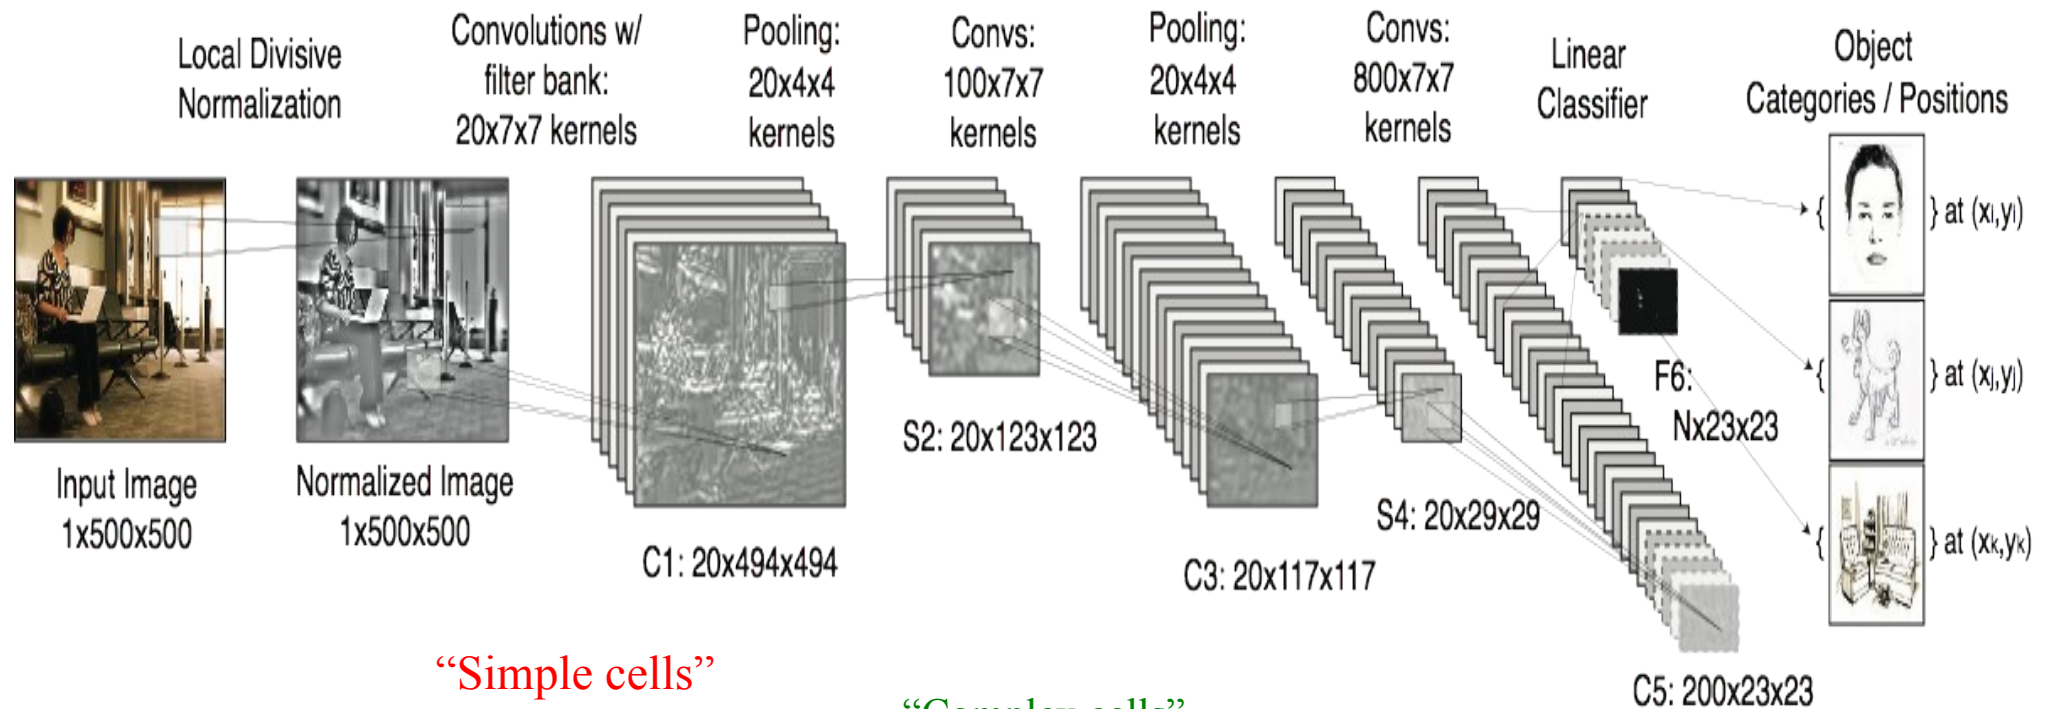 Local Divisive
Normalization
Convolutions w/
filter bank:
20x7x7 kernels
Pooling:
20x4x4
kernels
Convs:
100x7x7
kernels
Pooling:
20x4x4
kernels
Convs:
800x7x7
kernels
Linear
Classifier
Object
Categories / Positions
{ } at (xi,yi)
{ } at (xj,yj)
{ } at (xk,yk)
Input Image
1x500x500
Normalized Image
1x500x500
C1: 20x494x494
S2: 20x123x123
C3: 20x117x117
S4: 20x29x29
F6:
Nx23x23
C5: 200x23x23
“Simple cells”
“Complex cells”